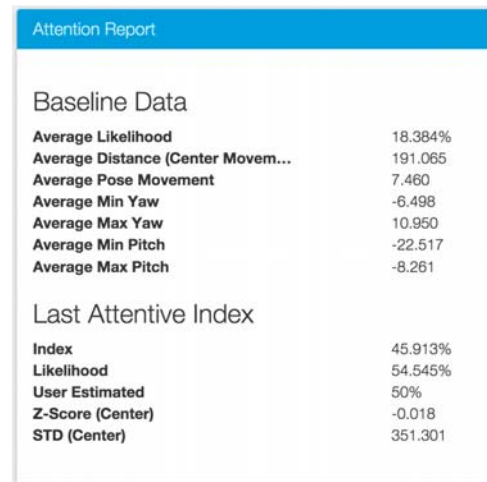 Attention Report
Baseline Data
Average Likelihood 18.384%
Average Distance (Center Movem... 191.065
Average Pose Movement 7.460
Average Min Yaw -6.498
Average Max Yaw 10.950
Average Min Pitch -22.517
Average Max Pitch -8.261
Last Attentive Index
Index 45.913%
Likelihood 54.545%
User Estimated 50%
Z-Score (Center) -0.018
STD (Center) 351.301